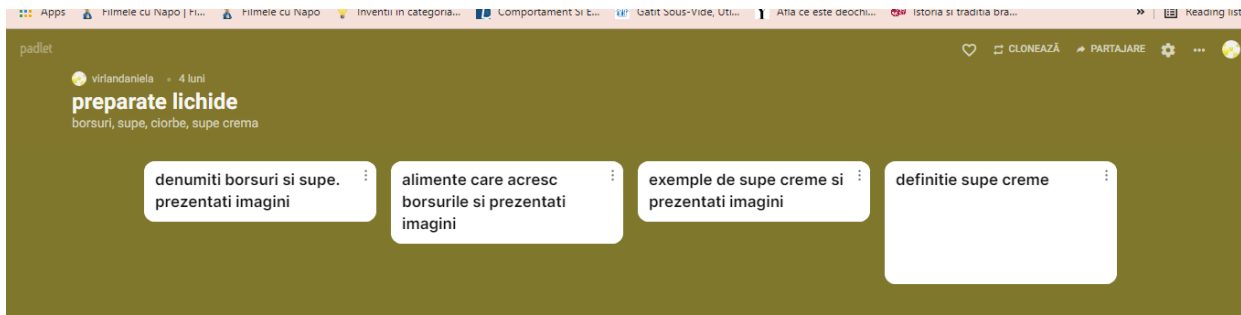 Apps Filmele cu Napo | Fi... Filmele cu Napo Inventii in categoria... Comportament Si E... Gatit Sous-Vide, Uti... Afla ce este deochi... Istoria si traditia bra... » Reading list
padlet
CLONEAZĂ PARTAJARE
virlandaniela • 4 luni
preparate lichide
borsuri, supe, ciorbe, supe crema
denumiti borsuri si supe.
prezentati imagini
alimente care acresc
borsurile si prezentati
imagini
exemple de supe creme si
prezentati imagini
definitie supe creme